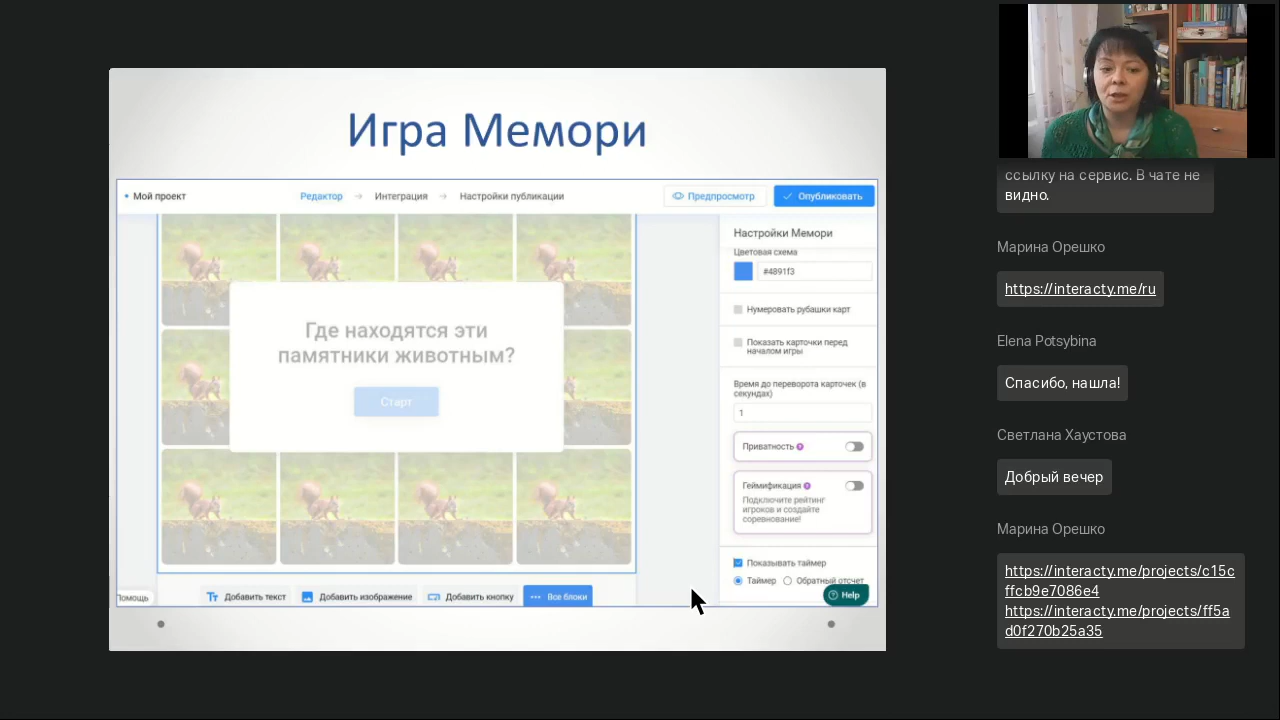 Игра Мемори
Мой проект
Редактор → Интеграция → Настройки публикации
Предпросмотр
Опубликовать
Где находятся эти
памятники животным?
Старт
Настройки Мемори
Цветовая схема
#4891f3
Нумеровать рубашки карт
Показать карточки перед
началом игры
Время до переворота карточек (в
секундах)
1
Приватность
Геймификация
Подключите рейтинг
игроков и создайте
соревнование!
Показывать таймер
Таймер
Обратный отсчет
Help
Помощь
Добавить текст
Добавить изображение
Добавить кнопку
Все блоки
ссылку на сервис. В чате не
видно.
Марина Орешко
https://interacty.me/ru
Elena Potsybina
Спасибо, нашла!
Светлана Хаустова
Добрый вечер
Марина Орешко
https://interacty.me/projects/c15c
ffcb9e7086e4
https://interacty.me/projects/ff5a
d0f270b25a35